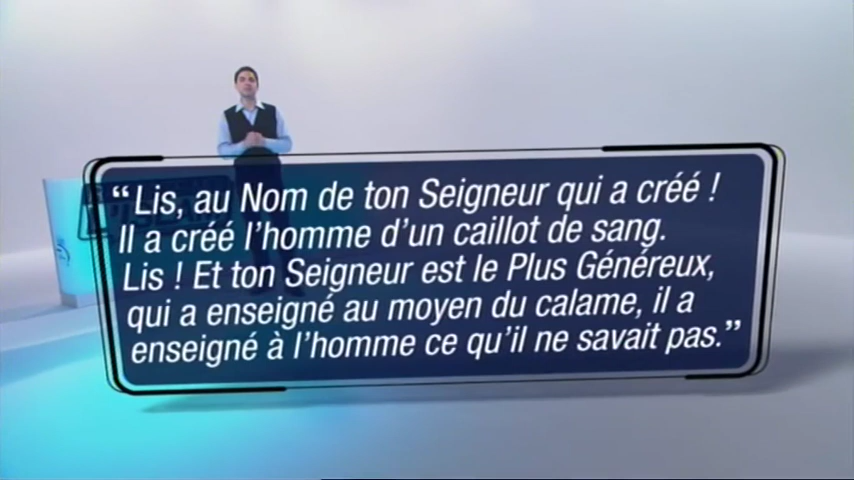 “Lis, au Nom de ton Seigneur qui a créé !
Il a créé l’homme d’un caillot de sang.
Lis ! Et ton Seigneur est le Plus Généreux,
qui a enseigné au moyen du calame, il a
enseigné à l’homme ce qu’il ne savait pas.”